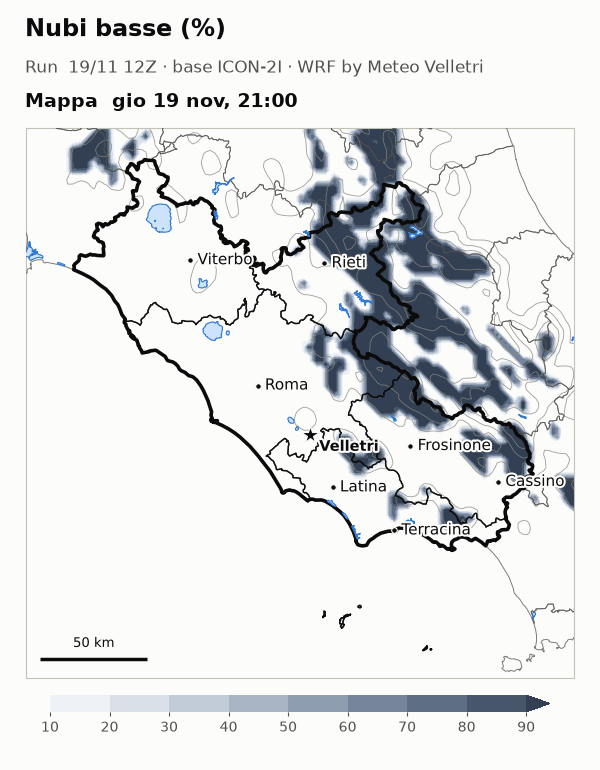 Nubi basse (%)
Run  19/11 12Z · base ICON-2I · WRF by Meteo Velletri
Mappa  gio 19 nov, 21:00
Viterbo
Rieti
Roma
Velletri
Frosinone
Latina
Cassino
Terracina
50 km
10 20 30 40 50 60 70 80 90